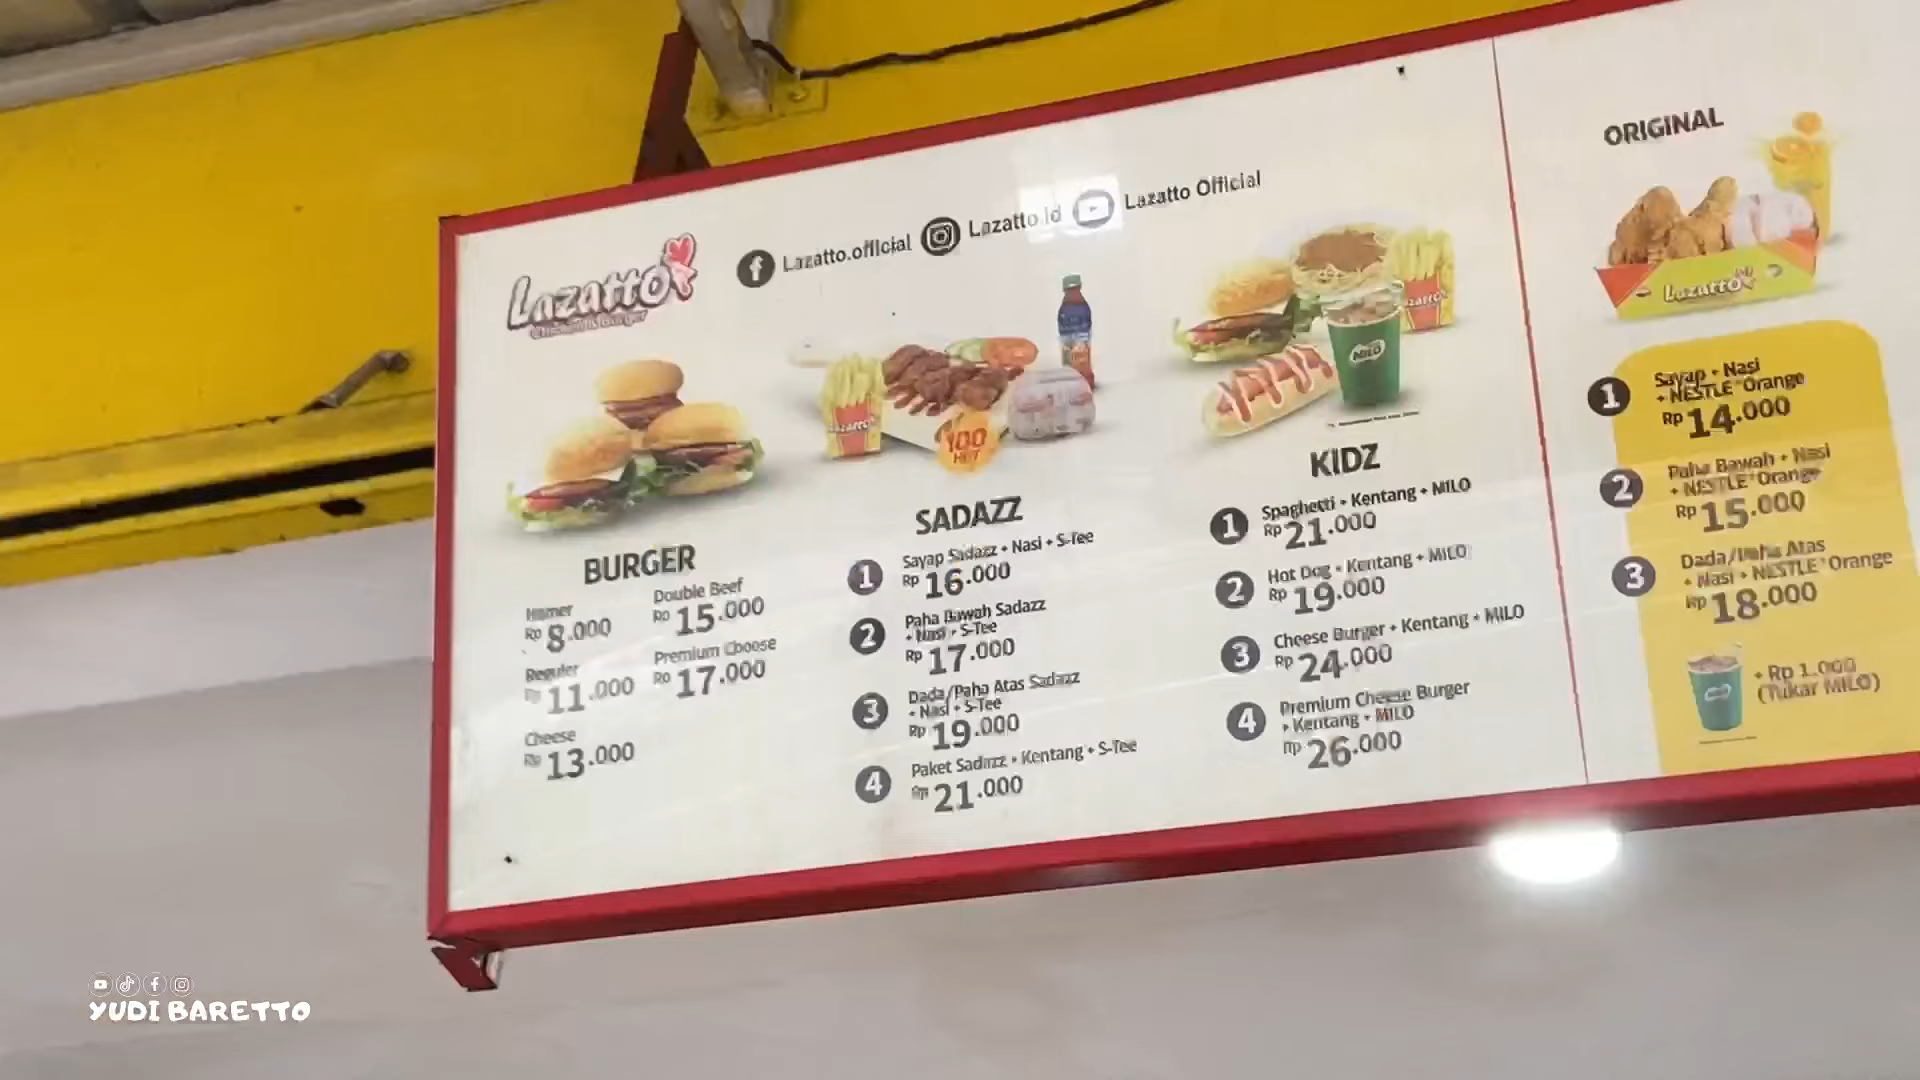 Lazatto
Lazatto.official
Lazatto.id
Lazatto Official
BURGER
Rp 8.000
Reguler
Rp 11.000
Cheese
Rp 13.000
Double Beef
Rp 15.000
Premium Cheese
Rp 17.000
100
SADAZZ
1 Sayap Sadazz + Nasi + S-Tee
Rp 16.000
2 Paha Bawah Sadazz
+ Nasi + S-Tee
Rp 17.000
3 Dada/Paha Atas Sadazz
+ Nasi + S-Tee
Rp 19.000
4 Paket Sadazz + Kentang + S-Tee
Rp 21.000
MILO
KIDZ
1 Spaghetti + Kentang + MILO
Rp 21.000
2 Hot Dog + Kentang + MILO
Rp 19.000
3 Cheese Burger + Kentang + MILO
Rp 24.000
4 Premium Cheese Burger
+ Kentang + MILO
Rp 26.000
ORIGINAL
Lazatto
1 Sayap + Nasi
+ NESTLE Orange
Rp 14.000
2 Paha Bawah + Nasi
+ NESTLE Orange
Rp 15.000
3 Dada/Paha Atas
+ Nasi + NESTLE Orange
Rp 18.000
+ Rp 1.000
(Tukar MILO)
YUDI BARETTO